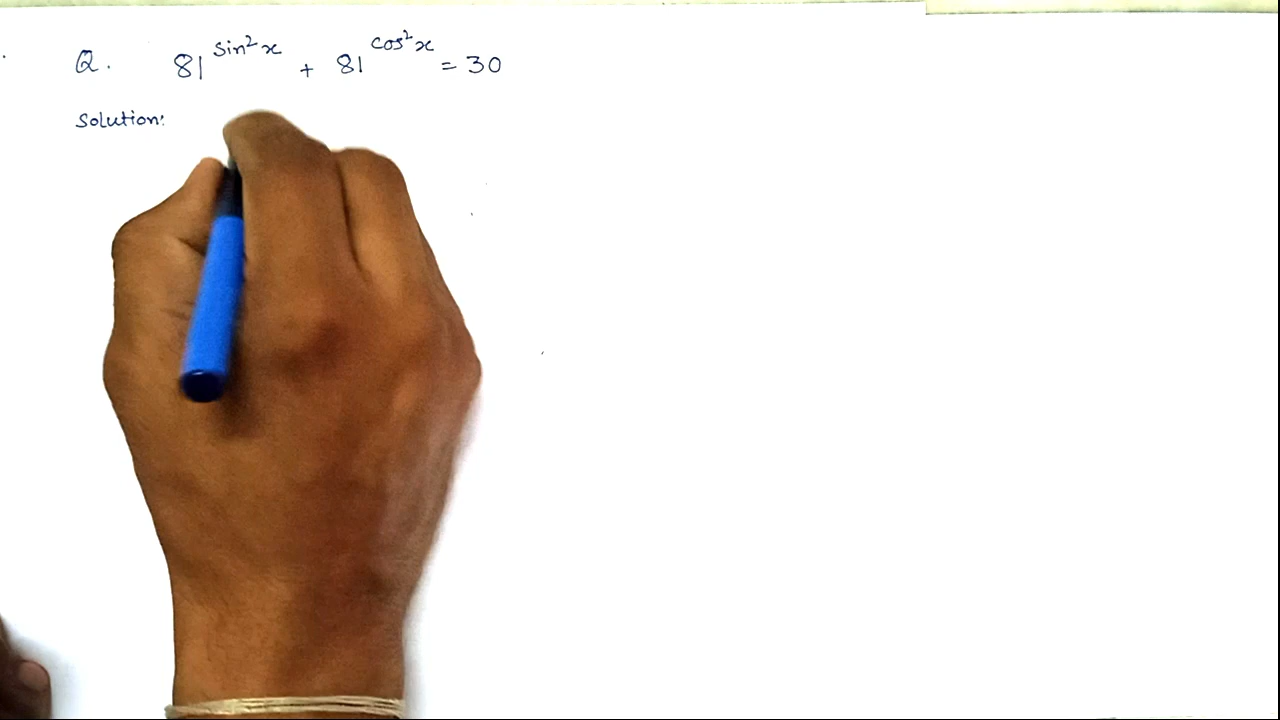 Q. 81^sin²x + 81^cos²x = 30
Solution: